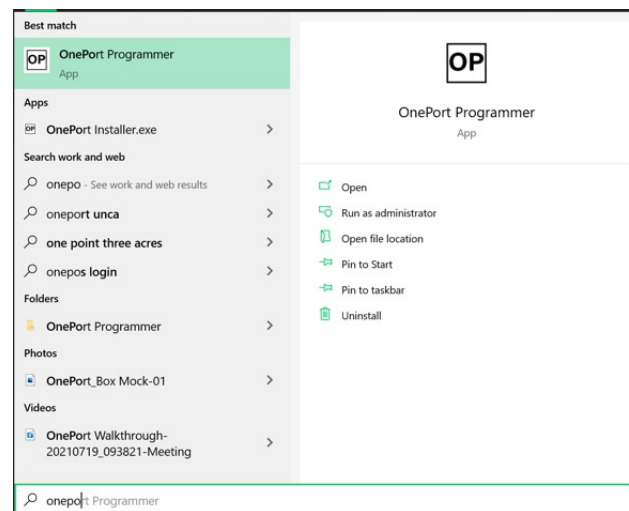 Best match
OP
OnePort Programmer
App
Apps
OP
OnePort Installer.exe
Search work and web
onepo - See work and web results
oneport unca
one point three acres
onepos login
Folders
OnePort Programmer
Photos
OnePort_Box Mock-01
Videos
OnePort Walkthrough-
20210719_093821-Meeting
oneport Programmer
OP
OnePort Programmer
App
Open
Run as administrator
Open file location
Pin to Start
Pin to taskbar
Uninstall